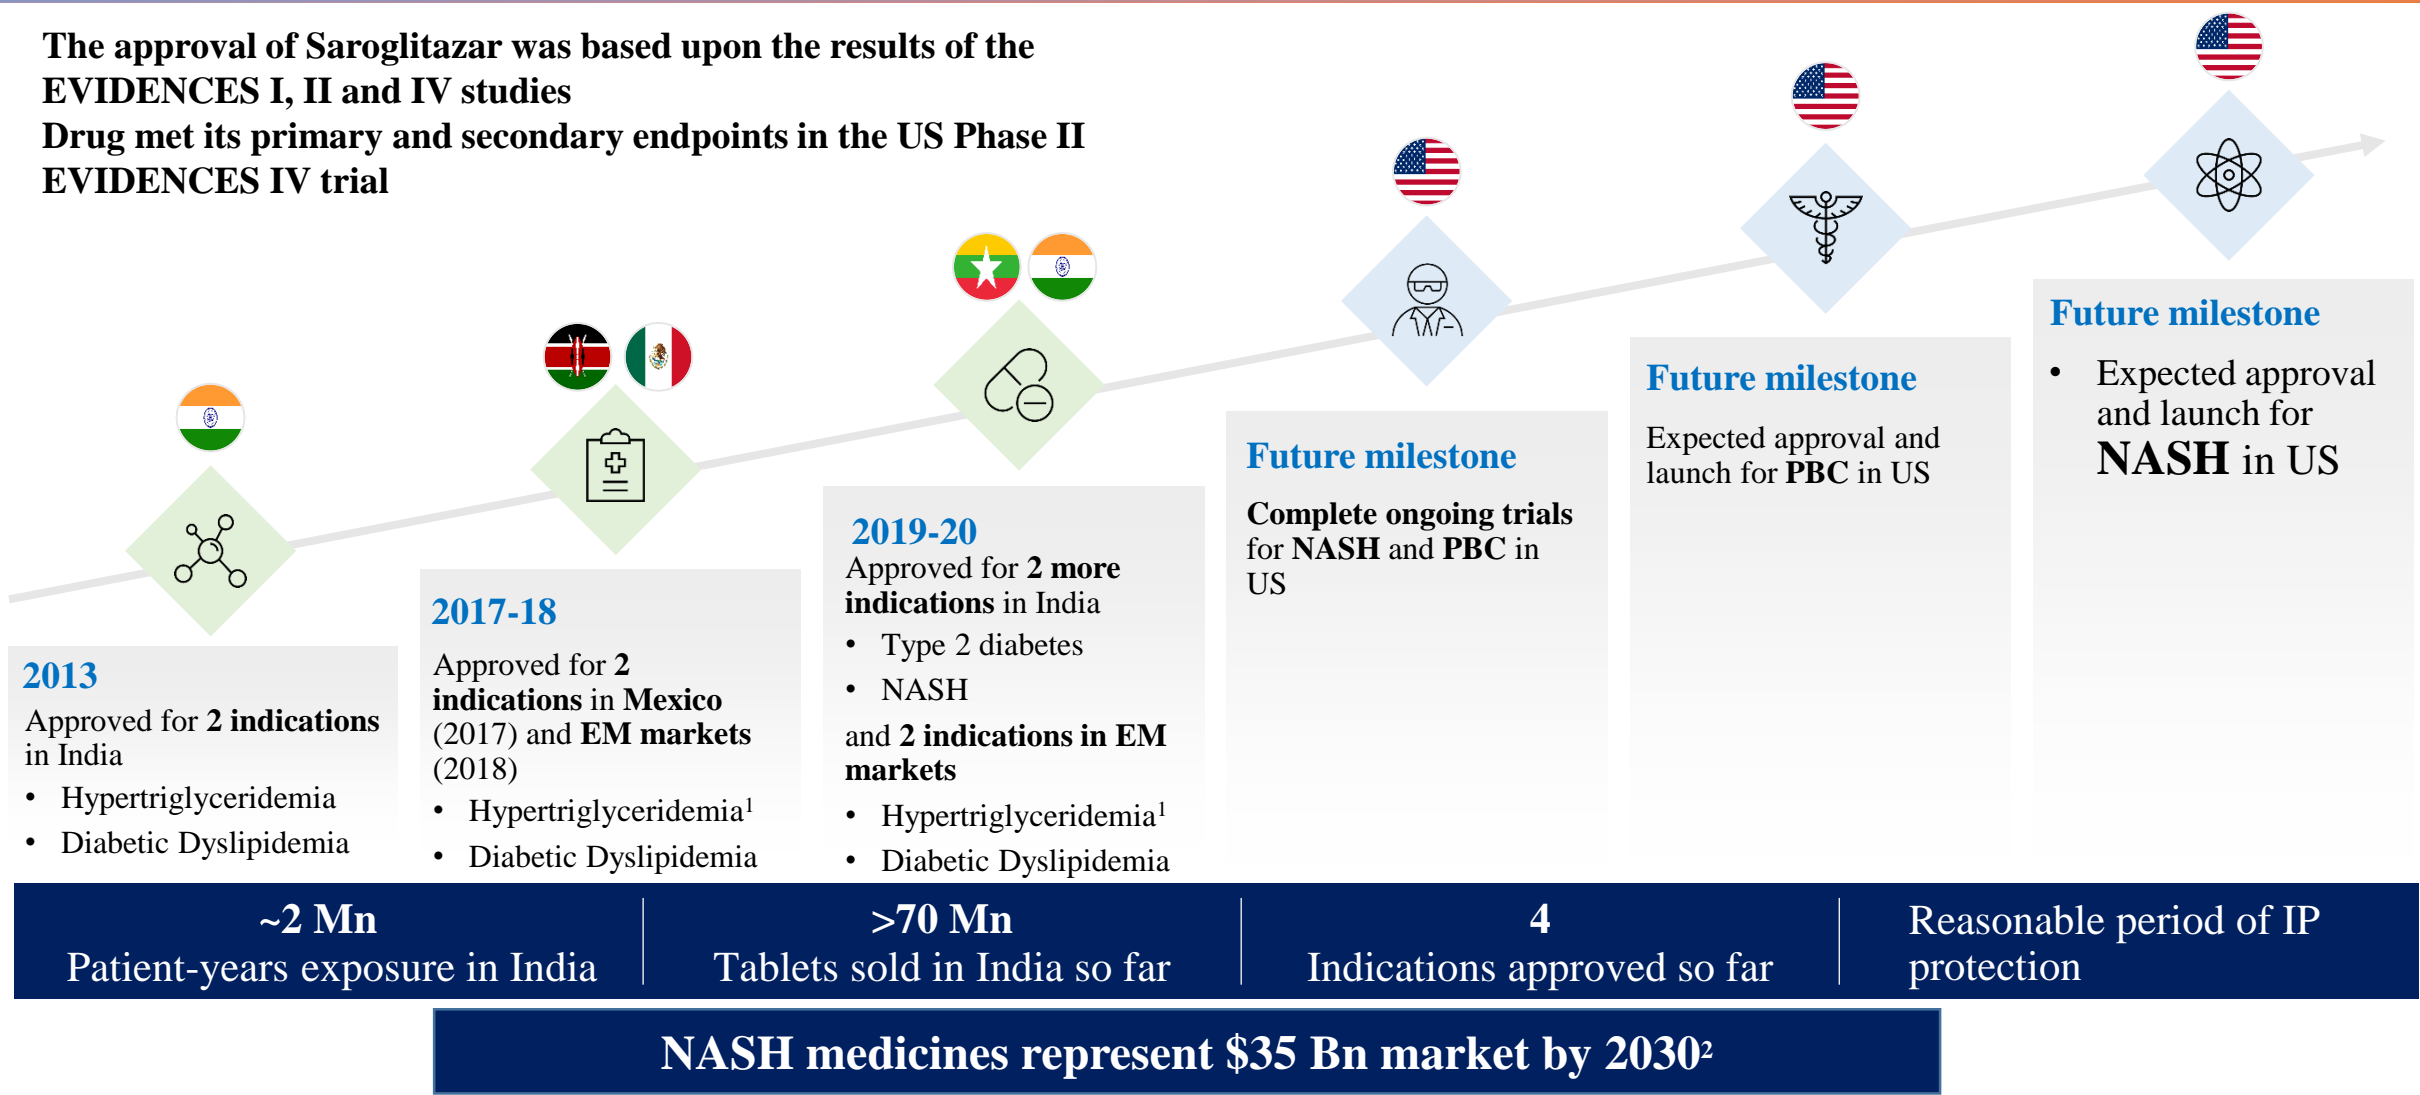 The approval of Saroglitazar was based upon the results of the
EVIDENCES I, II and IV studies
Drug met its primary and secondary endpoints in the US Phase II
EVIDENCES IV trial
2013
Approved for 2 indications
in India
• Hypertriglyceridemia
• Diabetic Dyslipidemia
2017-18
Approved for 2
indications in Mexico
(2017) and EM markets
(2018)
• Hypertriglyceridemia¹
• Diabetic Dyslipidemia
2019-20
Approved for 2 more
indications in India
• Type 2 diabetes
• NASH
and 2 indications in EM
markets
• Hypertriglyceridemia¹
• Diabetic Dyslipidemia
Future milestone
Complete ongoing trials
for NASH and PBC in
US
Future milestone
Expected approval and
launch for PBC in US
Future milestone
• Expected approval
and launch for
NASH in US
~2 Mn
Patient-years exposure in India
>70 Mn
Tablets sold in India so far
4
Indications approved so far
Reasonable period of IP
protection
NASH medicines represent $35 Bn market by 2030²